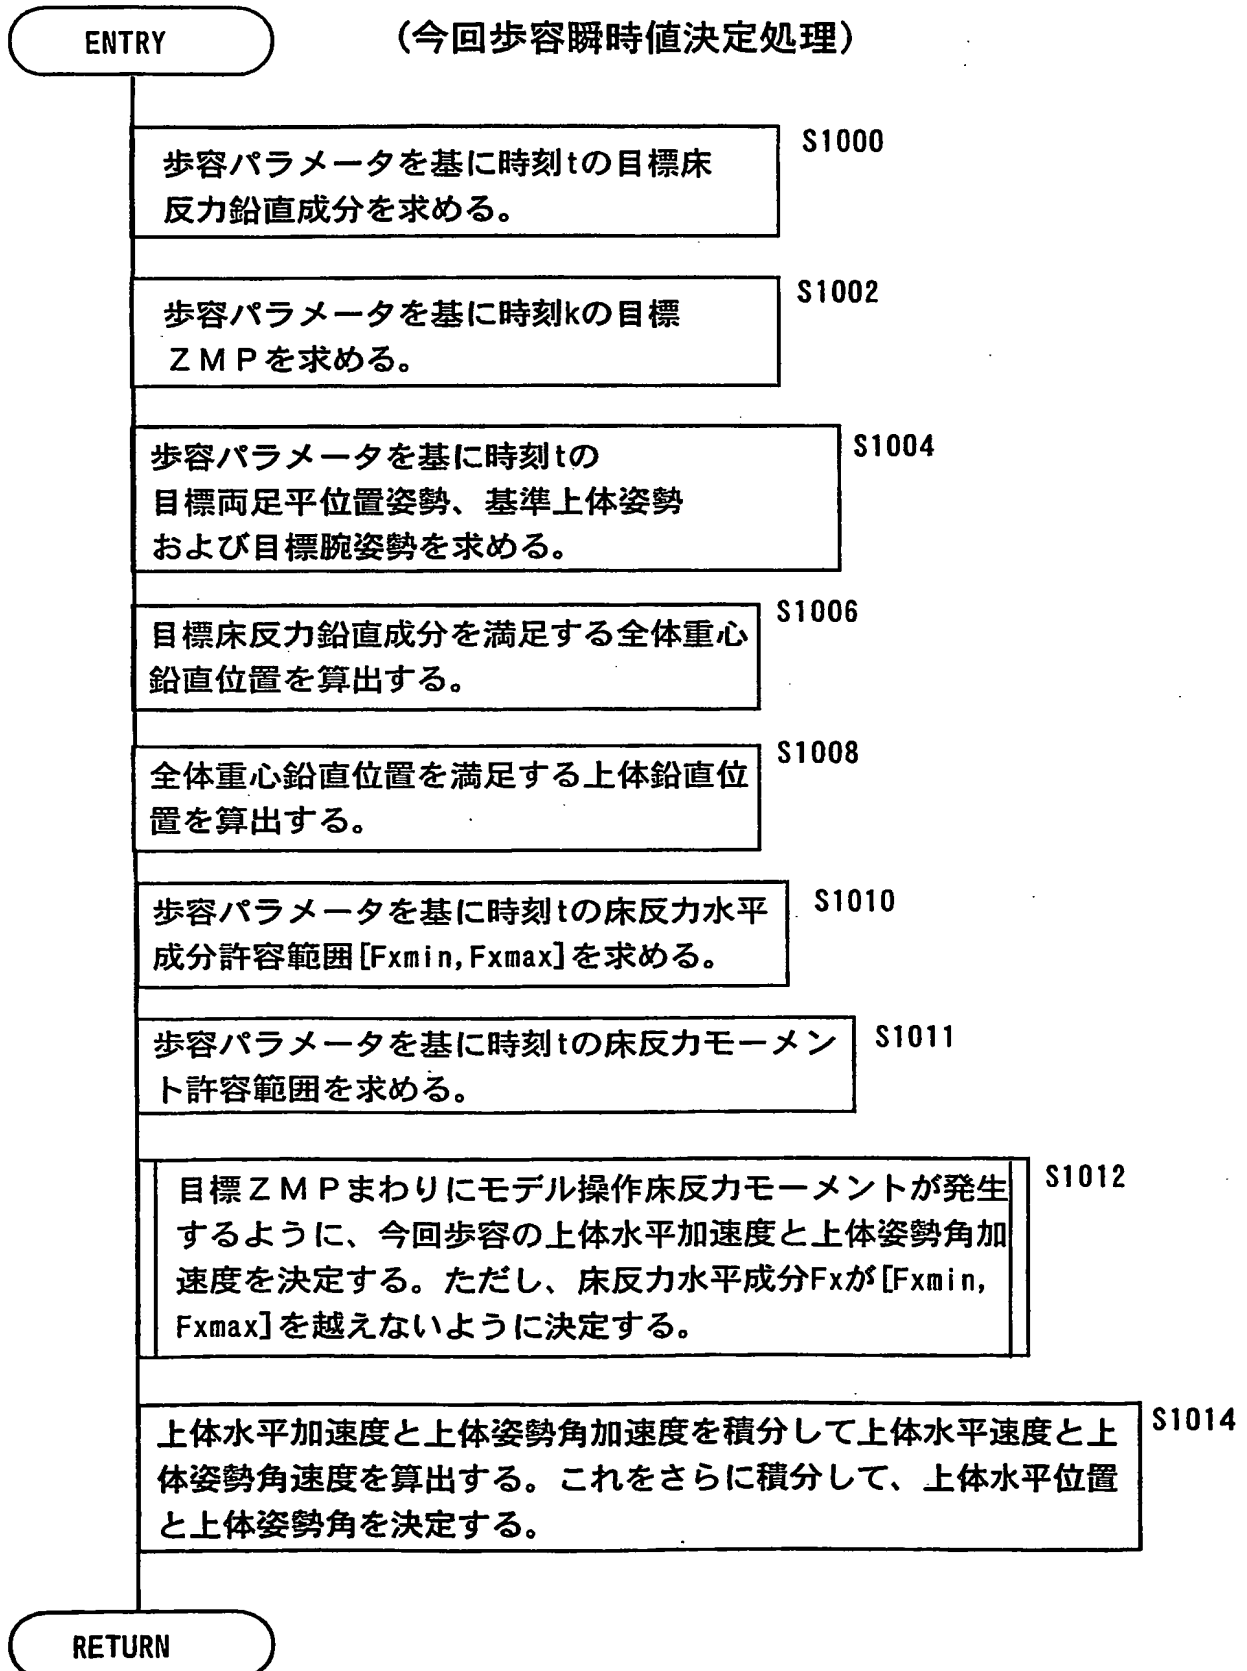 ENTRY
(今回歩容瞬時値決定処理)
S1000
歩容パラメータを基に時刻tの目標床
反力鉛直成分を求める。
S1002
歩容パラメータを基に時刻kの目標
ZMPを求める。
S1004
歩容パラメータを基に時刻tの
目標両足平位置姿勢、基準上体姿勢
および目標腕姿勢を求める。
S1006
目標床反力鉛直成分を満足する全体重心
鉛直位置を算出する。
S1008
全体重心鉛直位置を満足する上体鉛直位
置を算出する。
S1010
歩容パラメータを基に時刻tの床反力水平
成分許容範囲[Fxmin,Fxmax]を求める。
S1011
歩容パラメータを基に時刻tの床反力モーメン
ト許容範囲を求める。
S1012
目標ZMPまわりにモデル操作床反力モーメントが発生
するように、今回歩容の上体水平加速度と上体姿勢角加
速度を決定する。ただし、床反力水平成分Fxが[Fxmin,
Fxmax]を越えないように決定する。
S1014
上体水平加速度と上体姿勢角加速度を積分して上体水平速度と上
体姿勢角速度を算出する。これをさらに積分して、上体水平位置
と上体姿勢角を決定する。
RETURN